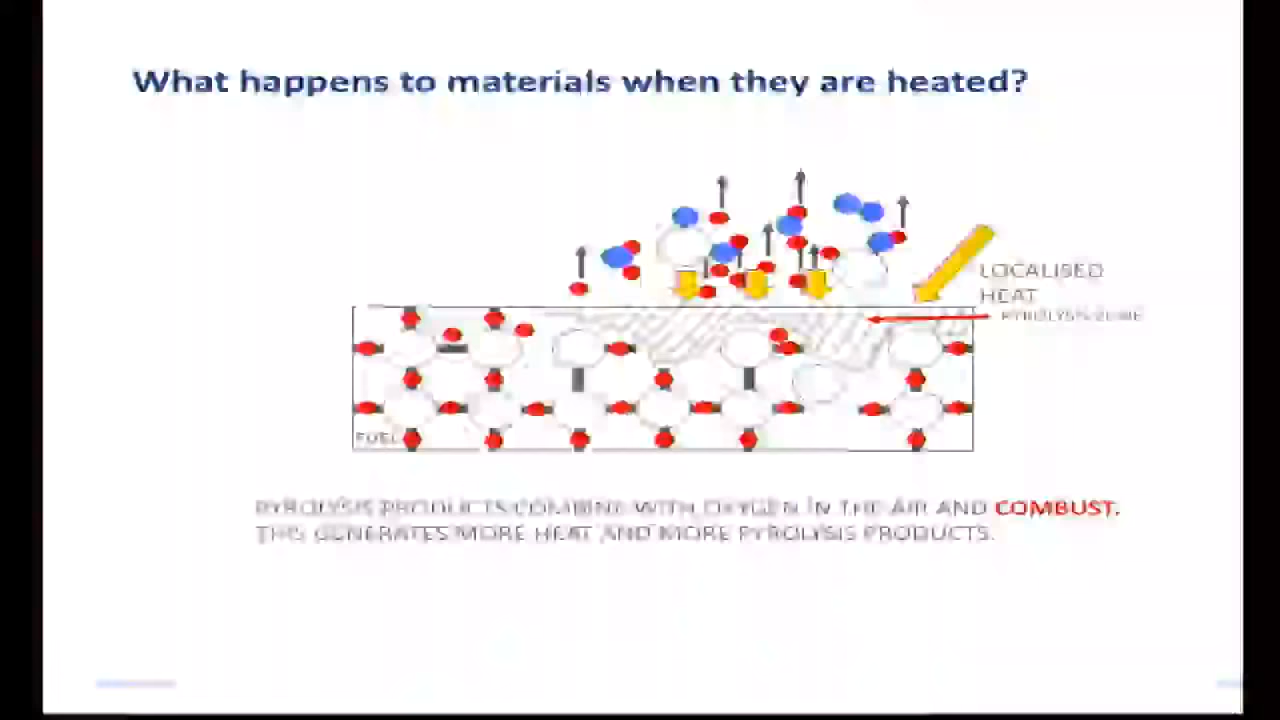 What happens to materials when they are heated?
LOCALISED
HEAT
PYROLYSIS ZONE
FUEL
PYROLYSIS PRODUCTS COMBINE WITH OXYGEN IN THE AIR AND COMBUST.
THIS GENERATES MORE HEAT AND MORE PYROLYSIS PRODUCTS.